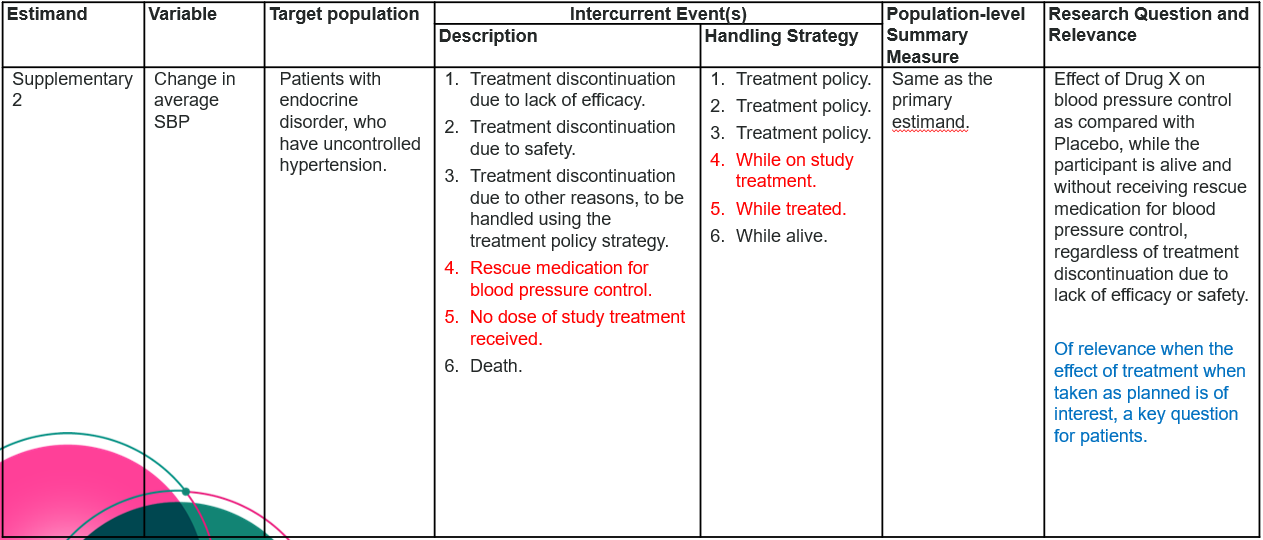 Estimand
Variable
Target population
Intercurrent Event(s)
Description
Handling Strategy
Population-level
Summary
Measure
Research Question and
Relevance
Supplementary
2
Change in
average
SBP
Patients with
endocrine
disorder, who
have uncontrolled
hypertension.
1. Treatment discontinuation
due to lack of efficacy.
2. Treatment discontinuation
due to safety.
3. Treatment discontinuation
due to other reasons, to be
handled using the
treatment policy strategy.
4. Rescue medication for
blood pressure control.
5. No dose of study treatment
received.
6. Death.
1. Treatment policy.
2. Treatment policy.
3. Treatment policy.
4. While on study
treatment.
5. While treated.
6. While alive.
Same as the
primary
estimand.
Effect of Drug X on
blood pressure control
as compared with
Placebo, while the
participant is alive and
without receiving rescue
medication for blood
pressure control,
regardless of treatment
discontinuation due to
lack of efficacy or safety.
Of relevance when the
effect of treatment when
taken as planned is of
interest, a key question
for patients.